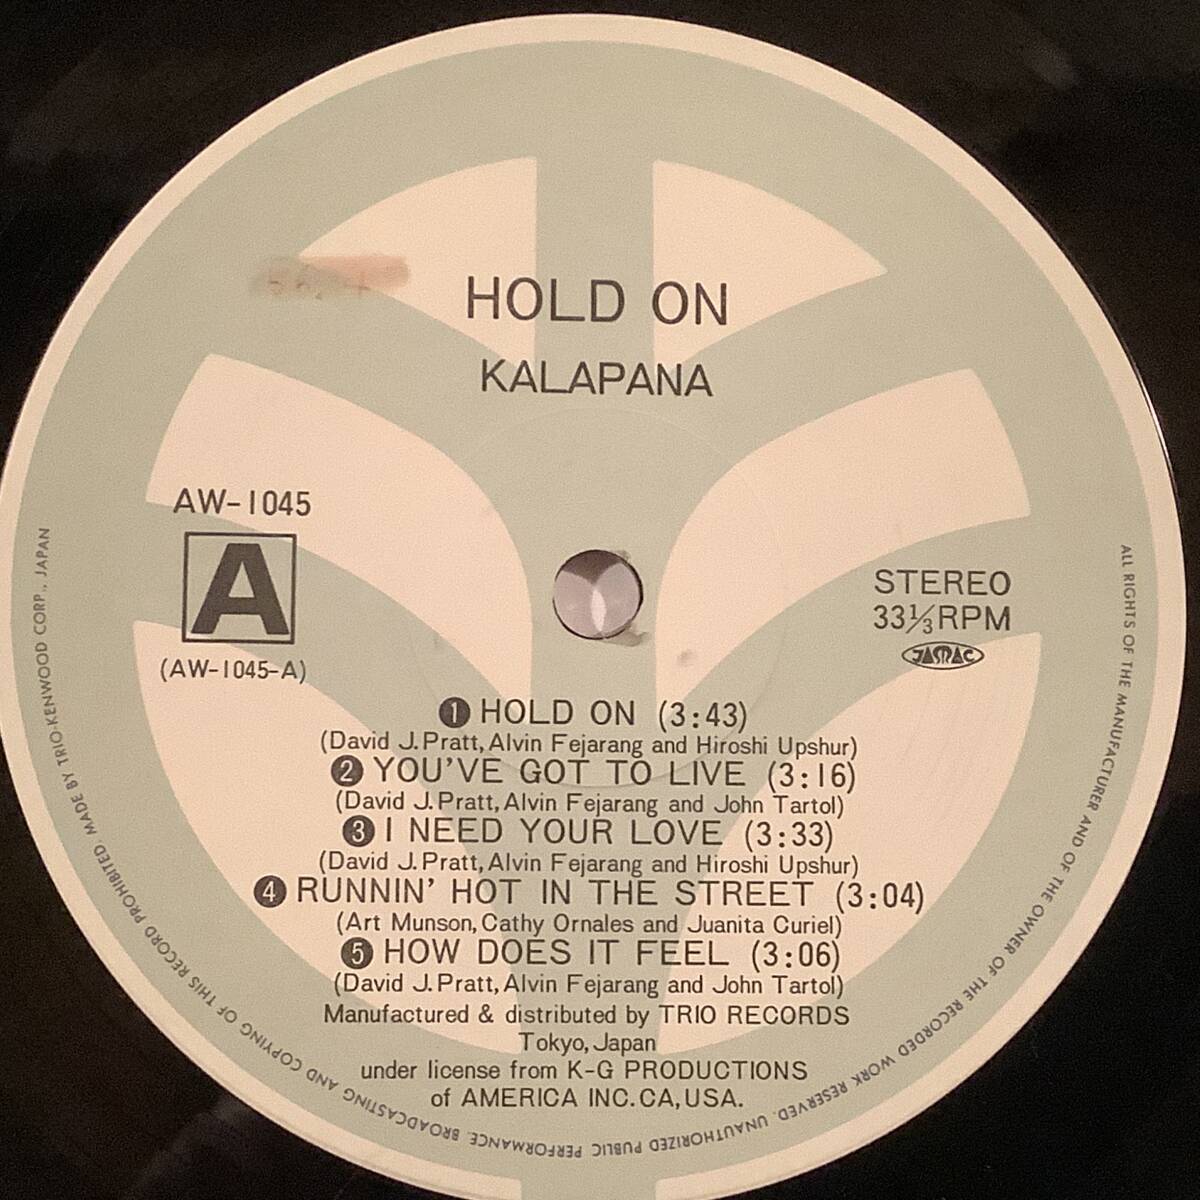 HOLD ON
KALAPANA
AW-1045
A
(AW-1045-A)
STEREO
33⅓RPM
JASRAC
❶ HOLD ON (3:43)
(David J.Pratt, Alvin Fejarang and Hiroshi Upshur)
❷ YOU'VE GOT TO LIVE (3:16)
(David J.Pratt, Alvin Fejarang and John Tartol)
❸ I NEED YOUR LOVE (3:33)
(David J.Pratt, Alvin Fejarang and Hiroshi Upshur)
❹ RUNNIN' HOT IN THE STREET (3:04)
(Art Munson, Cathy Ornales and Juanita Curiel)
❺ HOW DOES IT FEEL (3:06)
(David J.Pratt, Alvin Fejarang and John Tartol)
Manufactured & distributed by TRIO RECORDS
Tokyo, Japan
under license from K-G PRODUCTIONS
of AMERICA INC. CA, USA.
ALL RIGHTS OF THE MANUFACTURER AND OF THE OWNER OF THE RECORDED WORK RESERVED. UNAUTHORIZED PUBLIC PERFORMANCE. BROADCASTING AND COPYING OF THIS RECORD PROHIBITED. MADE BY TRIO-KENWOOD CORP., JAPAN